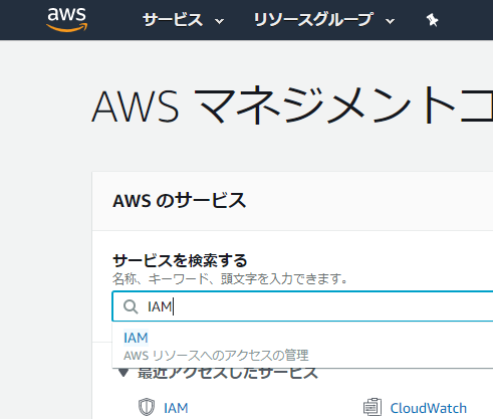 aws
サービス リソースグループ
AWS マネジメントコ
AWS のサービス
サービスを検索する
名称、キーワード、頭文字を入力できます。
IAM
IAM
AWS リソースへのアクセスの管理
最近アクセスしたサービス
IAM CloudWatch